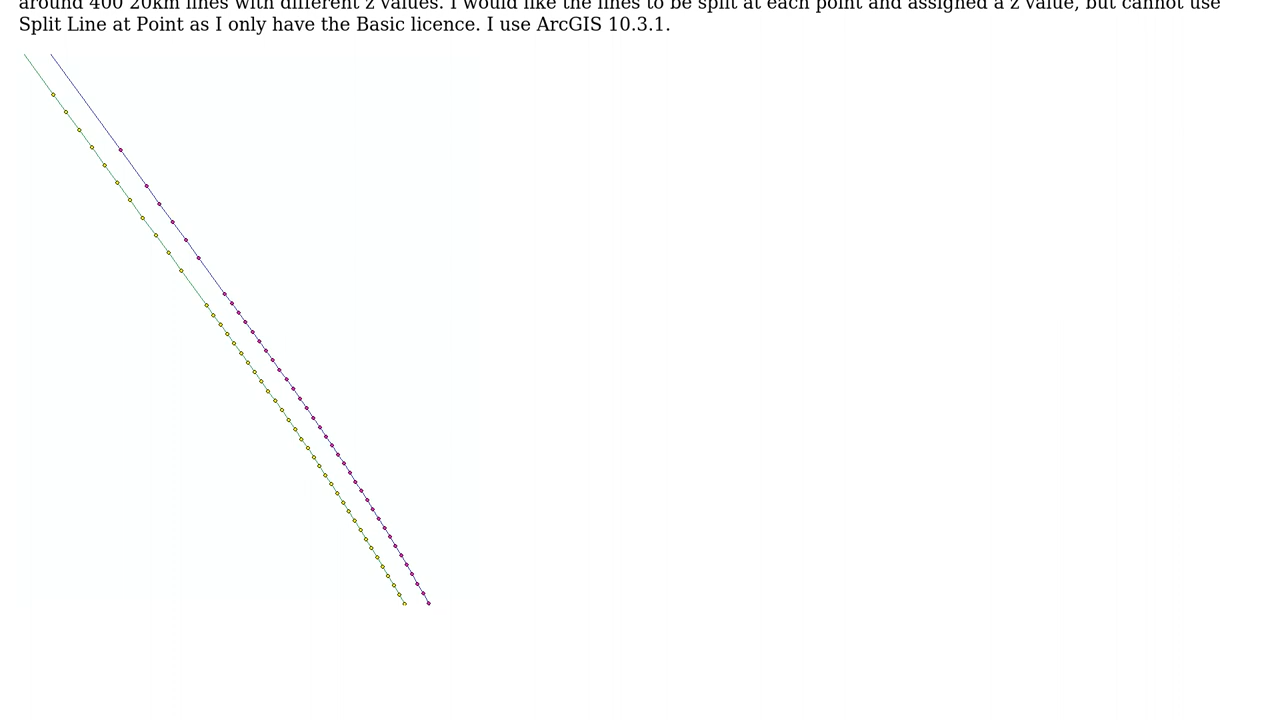 around 400 20km lines with different z values. I would like the lines to be split at each point and assigned a z value, but cannot use
Split Line at Point as I only have the Basic licence. I use ArcGIS 10.3.1.